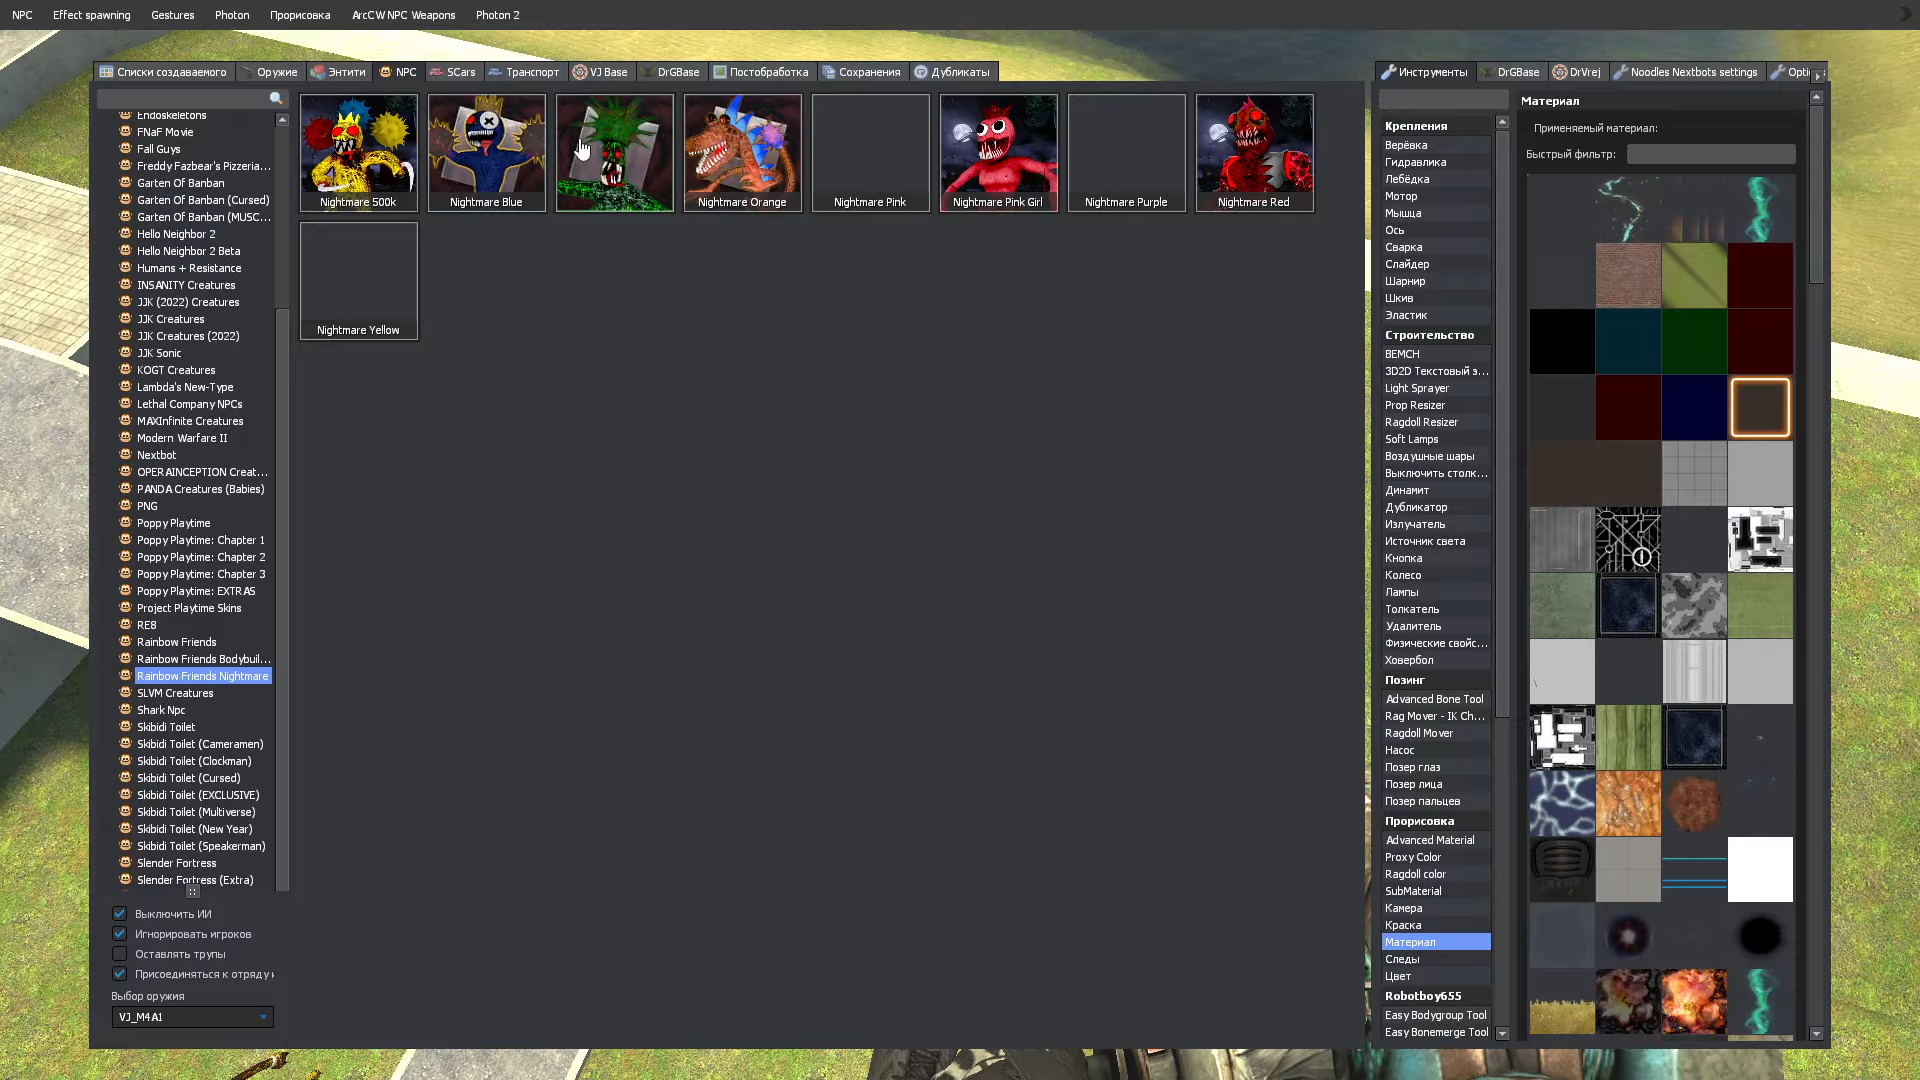 NPC
Effect spawning
Gestures
Photon
Прорисовка
ArcCW NPC Weapons
Photon 2
Списки создаваемого
Оружие
Энтити
NPC
SCars
Транспорт
VJ Base
DrGBase
Постобработка
Сохранения
Дубликаты
Endoskeletons
FNaF Movie
Fall Guys
Freddy Fazbear's Pizzeria...
Garten Of Banban
Garten Of Banban (Cursed)
Garten Of Banban (MUSC...
Hello Neighbor 2
Hello Neighbor 2 Beta
Humans + Resistance
INSANITY Creatures
JJK (2022) Creatures
JJK Creatures
JJK Creatures (2022)
JJK Sonic
KOGT Creatures
Lambda's New-Type
Lethal Company NPCs
MAXInfinite Creatures
Modern Warfare II
Nextbot
OPERAINCEPTION Creat...
PANDA Creatures (Babies)
PNG
Poppy Playtime
Poppy Playtime: Chapter 1
Poppy Playtime: Chapter 2
Poppy Playtime: Chapter 3
Poppy Playtime: EXTRAS
Project Playtime Skins
RE8
Rainbow Friends
Rainbow Friends Bodybuil...
Rainbow Friends Nightmare
SLVM Creatures
Shark Npc
Skibidi Toilet
Skibidi Toilet (Cameramen)
Skibidi Toilet (Clockman)
Skibidi Toilet (Cursed)
Skibidi Toilet (EXCLUSIVE)
Skibidi Toilet (Multiverse)
Skibidi Toilet (New Year)
Skibidi Toilet (Speakerman)
Slender Fortress
Slender Fortress (Extra)
Выключить ИИ
Игнорировать игроков
Оставлять трупы
Присоединяться к отряду
Выбор оружия
VJ_M4A1
Nightmare 500k
Nightmare Blue
Nightmare Orange
Nightmare Pink
Nightmare Pink Girl
Nightmare Purple
Nightmare Red
Nightmare Yellow
Инструменты
DrGBase
DrVrej
Noodles Nextbots settings
Opti
Крепления
Верёвка
Гидравлика
Лебёдка
Мотор
Мышца
Ось
Сварка
Слайдер
Шарнир
Шкив
Эластик
Строительство
BEMCH
3D2D Текстовый э...
Light Sprayer
Prop Resizer
Ragdoll Resizer
Soft Lamps
Воздушные шары
Выключить столк...
Динамит
Дубликатор
Излучатель
Источник света
Кнопка
Колесо
Лампы
Толкатель
Удалитель
Физические свойс...
Ховербол
Позинг
Advanced Bone Tool
Rag Mover - IK Ch...
Ragdoll Mover
Насос
Позер глаз
Позер лица
Позер пальцев
Прорисовка
Advanced Material
Proxy Color
Ragdoll color
SubMaterial
Камера
Краска
Материал
Следы
Цвет
Robotboy655
Easy Bodygroup Tool
Easy Bonemerge Tool
Материал
Применяемый материал:
Быстрый фильтр: